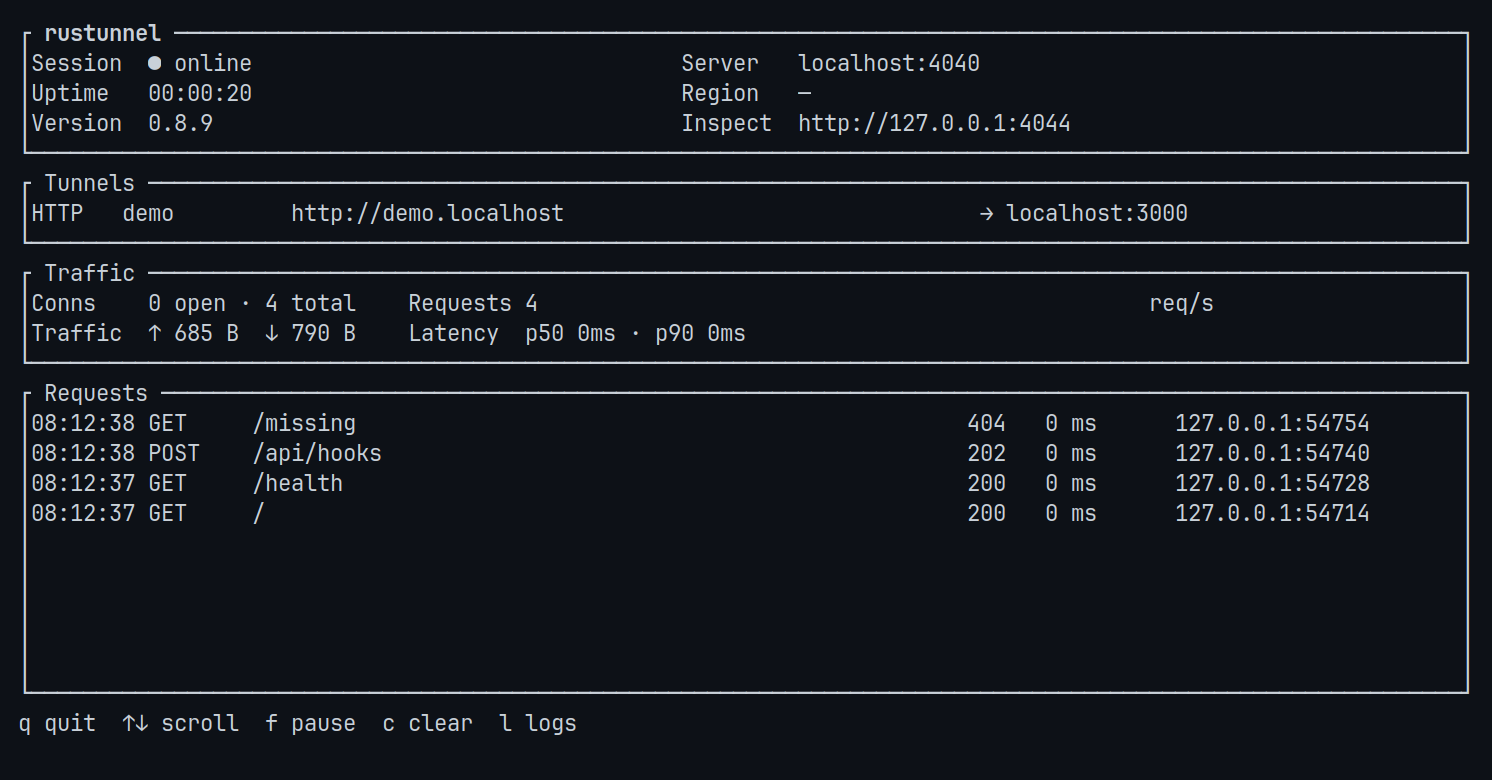 rustunnel
Session ● online Server localhost:4040
Uptime 00:00:20 Region —
Version 0.8.9 Inspect http://127.0.0.1:4044
Tunnels
HTTP demo http://demo.localhost → localhost:3000
Traffic
Conns 0 open · 4 total Requests 4 req/s
Traffic ↑ 685 B ↓ 790 B Latency p50 0ms · p90 0ms
Requests
08:12:38 GET /missing 404 0 ms 127.0.0.1:54754
08:12:38 POST /api/hooks 202 0 ms 127.0.0.1:54740
08:12:37 GET /health 200 0 ms 127.0.0.1:54728
08:12:37 GET / 200 0 ms 127.0.0.1:54714
q quit ↑↓ scroll f pause c clear l logs